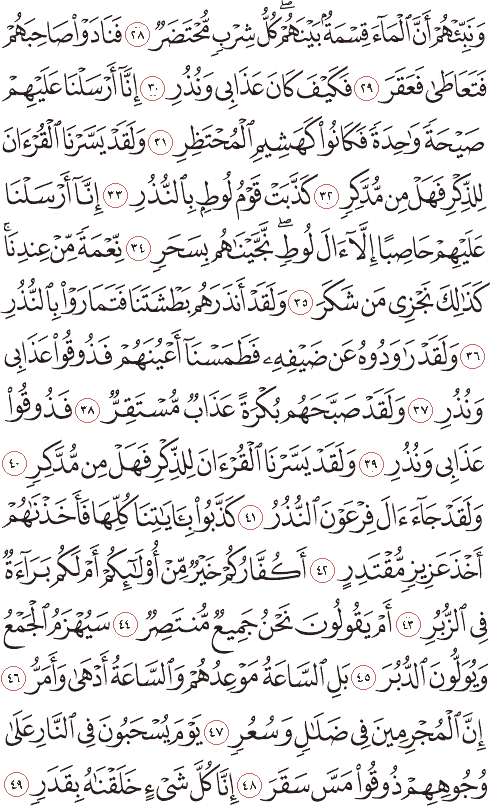 وَنَبِّئۡهُمۡ أَنَّ ٱلۡمَآءَ قِسۡمَةُۢ بَيۡنَهُمۡۖ كُلُّ شِرۡبٖ مُّحۡتَضَرٞ ٢٨ فَنَادَوۡاْ صَاحِبَهُمۡ
فَتَعَاطَىٰ فَعَقَرَ ٢٩ فَكَيۡفَ كَانَ عَذَابِي وَنُذُرِ ٣٠ إِنَّآ أَرۡسَلۡنَا عَلَيۡهِمۡ
صَيۡحَةٗ وَٰحِدَةٗ فَكَانُواْ كَهَشِيمِ ٱلۡمُحۡتَظِرِ ٣١ وَلَقَدۡ يَسَّرۡنَا ٱلۡقُرۡءَانَ
لِلذِّكۡرِ فَهَلۡ مِن مُّدَّكِرٖ ٣٢ كَذَّبَتۡ قَوۡمُ لُوطِۭ بِٱلنُّذُرِ ٣٣ إِنَّآ أَرۡسَلۡنَا
عَلَيۡهِمۡ حَاصِبًا إِلَّآ ءَالَ لُوطٖۖ نَّجَّيۡنَٰهُم بِسَحَرٖ ٣٤ نِّعۡمَةٗ مِّنۡ عِندِنَاۚ
كَذَٰلِكَ نَجۡزِي مَن شَكَرَ ٣٥ وَلَقَدۡ أَنذَرَهُم بَطۡشَتَنَا فَتَمَارَوۡاْ بِٱلنُّذُرِ
٣٦ وَلَقَدۡ رَٰوَدُوهُ عَن ضَيۡفِهِۦ فَطَمَسۡنَآ أَعۡيُنَهُمۡ فَذُوقُواْ عَذَابِي
وَنُذُرِ ٣٧ وَلَقَدۡ صَبَّحَهُم بُكۡرَةً عَذَابٞ مُّسۡتَقِرّٞ ٣٨ فَذُوقُواْ
عَذَابِي وَنُذُرِ ٣٩ وَلَقَدۡ يَسَّرۡنَا ٱلۡقُرۡءَانَ لِلذِّكۡرِ فَهَلۡ مِن مُّدَّكِرٖ ٤٠
وَلَقَدۡ جَآءَ ءَالَ فِرۡعَوۡنَ ٱلنُّذُرُ ٤١ كَذَّبُواْ بِـَٔايَٰتِنَا كُلِّهَا فَأَخَذۡنَٰهُمۡ
أَخۡذَ عَزِيزٖ مُّقۡتَدِرٍ ٤٢ أَكُفَّارُكُمۡ خَيۡرٞ مِّنۡ أُوْلَٰٓئِكُمۡ أَمۡ لَكُم بَرَآءَةٞ
فِي ٱلزُّبُرِ ٤٣ أَمۡ يَقُولُونَ نَحۡنُ جَمِيعٞ مُّنتَصِرٞ ٤٤ سَيُهۡزَمُ ٱلۡجَمۡعُ
وَيُوَلُّونَ ٱلدُّبُرَ ٤٥ بَلِ ٱلسَّاعَةُ مَوۡعِدُهُمۡ وَٱلسَّاعَةُ أَدۡهَىٰ وَأَمَرُّ ٤٦
إِنَّ ٱلۡمُجۡرِمِينَ فِي ضَلَٰلٖ وَسُعُرٖ ٤٧ يَوۡمَ يُسۡحَبُونَ فِي ٱلنَّارِ عَلَىٰ
وُجُوهِهِمۡ ذُوقُواْ مَسَّ سَقَرَ ٤٨ إِنَّا كُلَّ شَيۡءٍ خَلَقۡنَٰهُ بِقَدَرٖ ٤٩